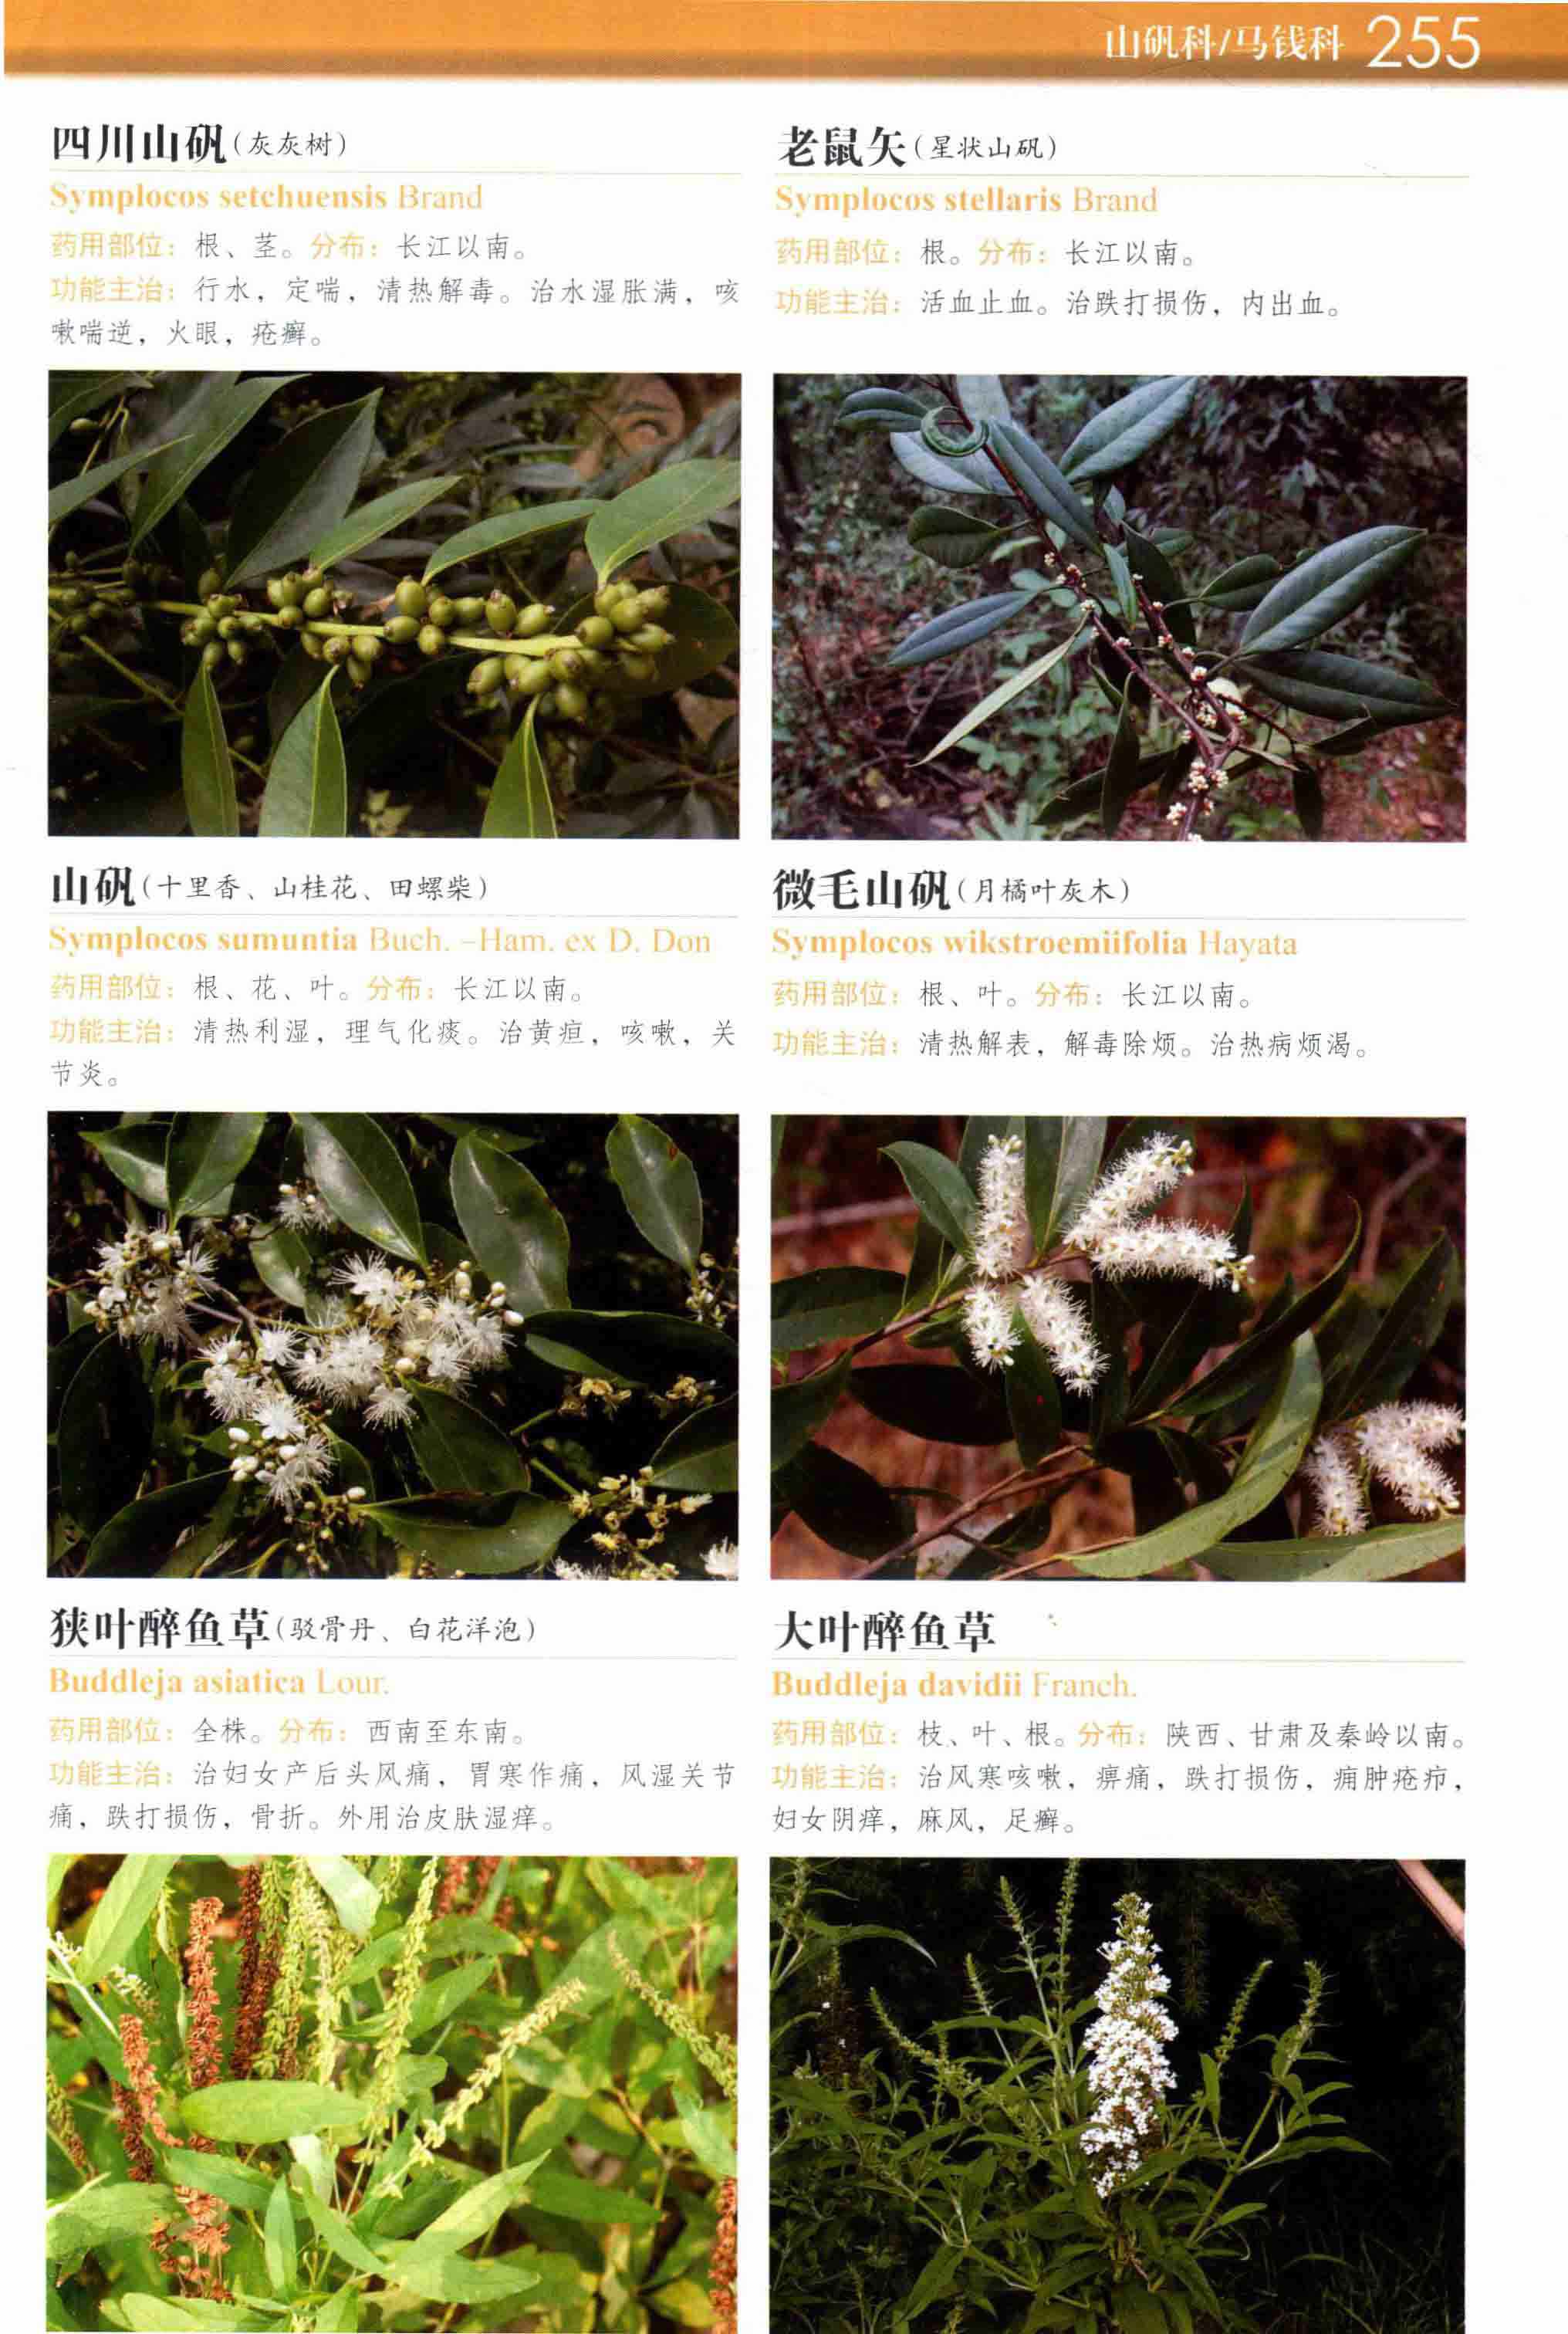 山矾科/马钱科 255
四川山矾(灰灰树)
Symplocos setchuensis Brand
药用部位：根、茎。分布：长江以南。
功能主治：行水，定喘，清热解毒。治水湿胀满，咳
嗽喘逆，火眼，疮癣。
老鼠矢(星状山矾)
Symplocos stellaris Brand
药用部位：根。分布：长江以南。
功能主治：活血止血。治跌打损伤，内出血。
山矾(十里香、山桂花、田螺柴)
Symplocos sumuntia Buch. –Ham. ex D. Don
药用部位：根、花、叶。分布：长江以南。
功能主治：清热利湿，理气化痰。治黄疸，咳嗽，关
节炎。
微毛山矾(月橘叶灰木)
Symplocos wikstroemiifolia Hayata
药用部位：根、叶。分布：长江以南。
功能主治：清热解表，解毒除烦。治热病烦渴。
狭叶醉鱼草(驳骨丹、白花洋泡)
Buddleja asiatica Lour.
药用部位：全株。分布：西南至东南。
功能主治：治妇女产后头风痛，胃寒作痛，风湿关节
痛，跌打损伤，骨折。外用治皮肤湿痒。
大叶醉鱼草
Buddleja davidii Franch.
药用部位：枝、叶、根。分布：陕西、甘肃及秦岭以南。
功能主治：治风寒咳嗽，痹痛，跌打损伤，痈肿疮疖，
妇女阴痒，麻风，足癣。